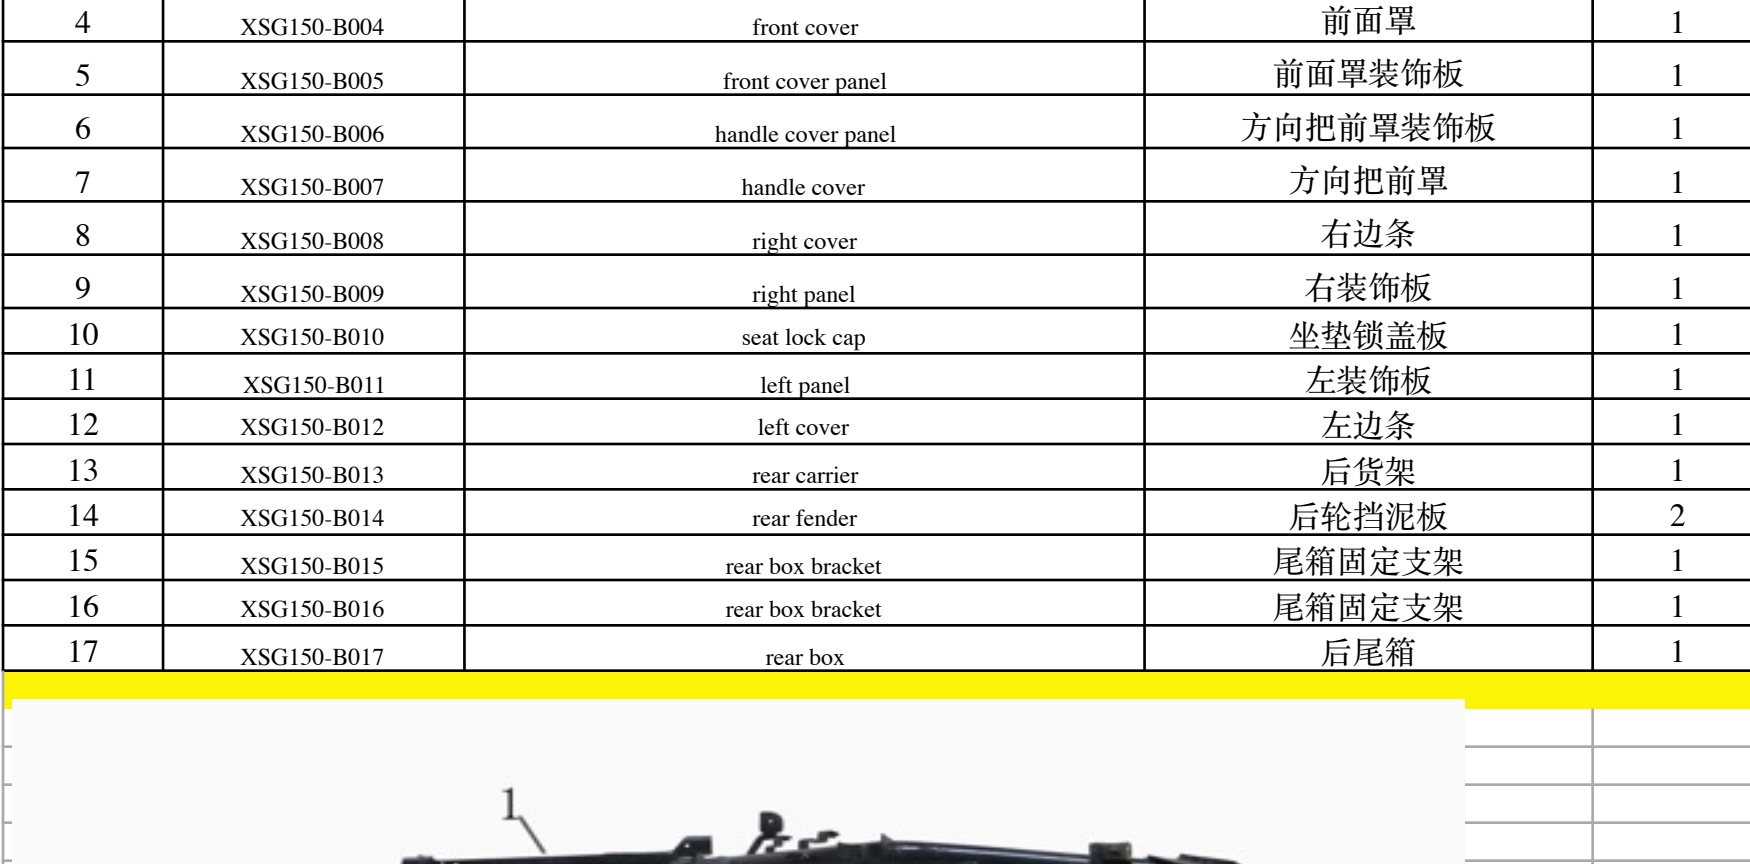 4 XSG150-B004 front cover 前面罩 1
5 XSG150-B005 front cover panel 前面罩装饰板 1
6 XSG150-B006 handle cover panel 方向把前罩装饰板 1
7 XSG150-B007 handle cover 方向把前罩 1
8 XSG150-B008 right cover 右边条 1
9 XSG150-B009 right panel 右装饰板 1
10 XSG150-B010 seat lock cap 坐垫锁盖板 1
11 XSG150-B011 left panel 左装饰板 1
12 XSG150-B012 left cover 左边条 1
13 XSG150-B013 rear carrier 后货架 1
14 XSG150-B014 rear fender 后轮挡泥板 2
15 XSG150-B015 rear box bracket 尾箱固定支架 1
16 XSG150-B016 rear box bracket 尾箱固定支架 1
17 XSG150-B017 rear box 后尾箱 1
1